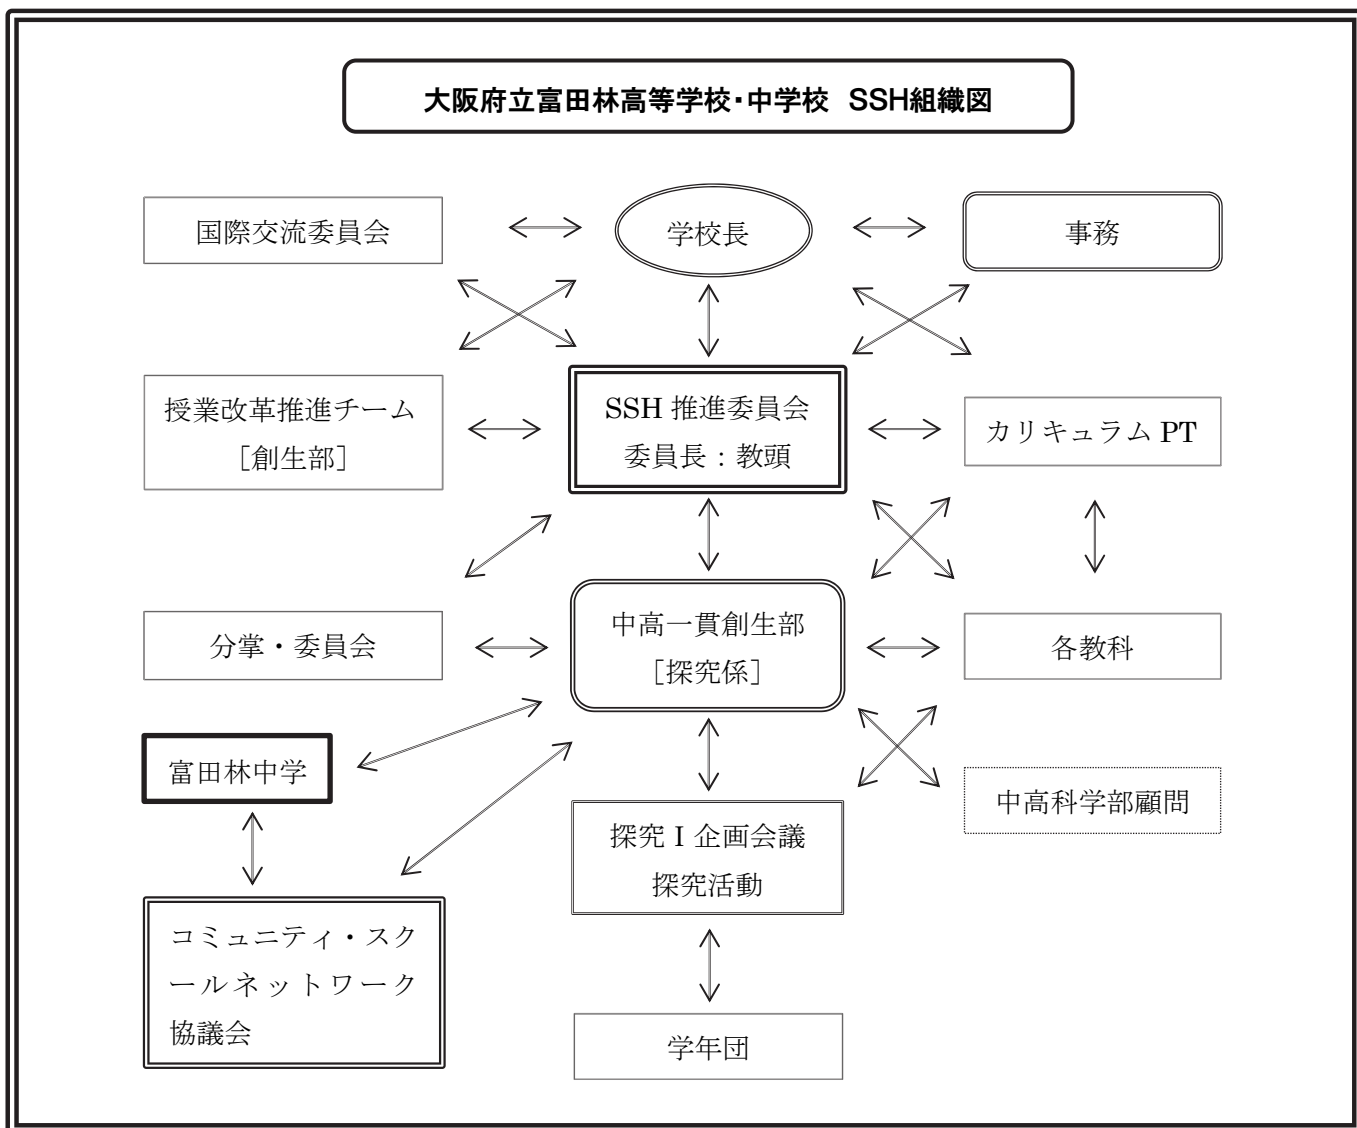 大阪府立富田林高等学校・中学校 SSH組織図
国際交流委員会
学校長
事務
授業改革推進チーム
［創生部］
SSH 推進委員会
委員長：教頭
カリキュラム PT
分掌・委員会
中高一貫創生部
［探究係］
各教科
富田林中学
探究 I 企画会議
探究活動
中高科学部顧問
コミュニティ・スク
ールネットワーク
協議会
学年団